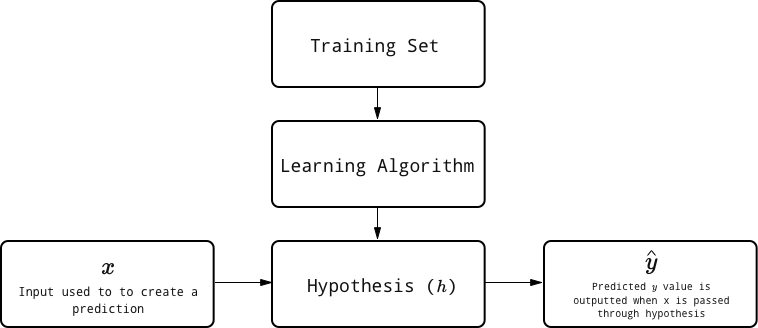 Training Set
Learning Algorithm
x
Input used to to create a
prediction
Hypothesis (h)
ŷ
Predicted y value is
outputted when x is passed
through hypothesis